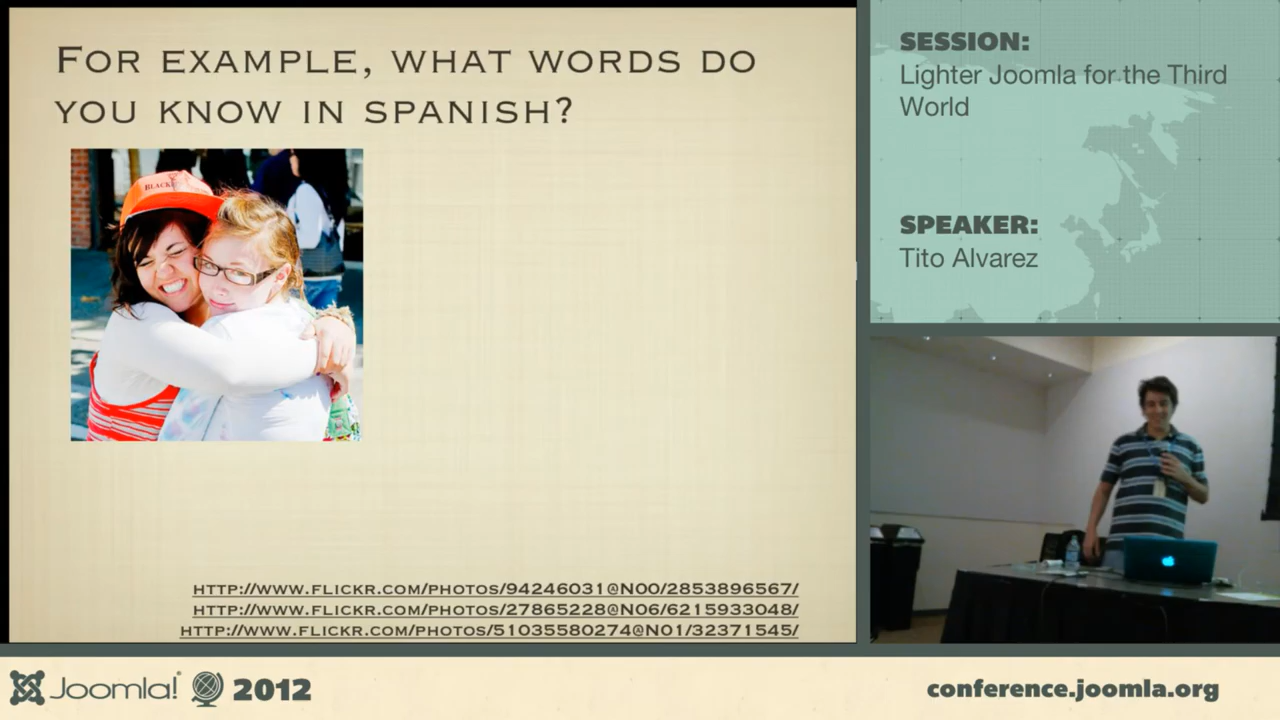 FOR EXAMPLE, WHAT WORDS DO
YOU KNOW IN SPANISH?
HTTP://WWW.FLICKR.COM/PHOTOS/94246031@N00/2853896567/
HTTP://WWW.FLICKR.COM/PHOTOS/27865228@N06/6215933048/
HTTP://WWW.FLICKR.COM/PHOTOS/51035580274@N01/32371545/
SESSION:
Lighter Joomla for the Third
World
SPEAKER:
Tito Alvarez
Joomla! 2012
conference.joomla.org